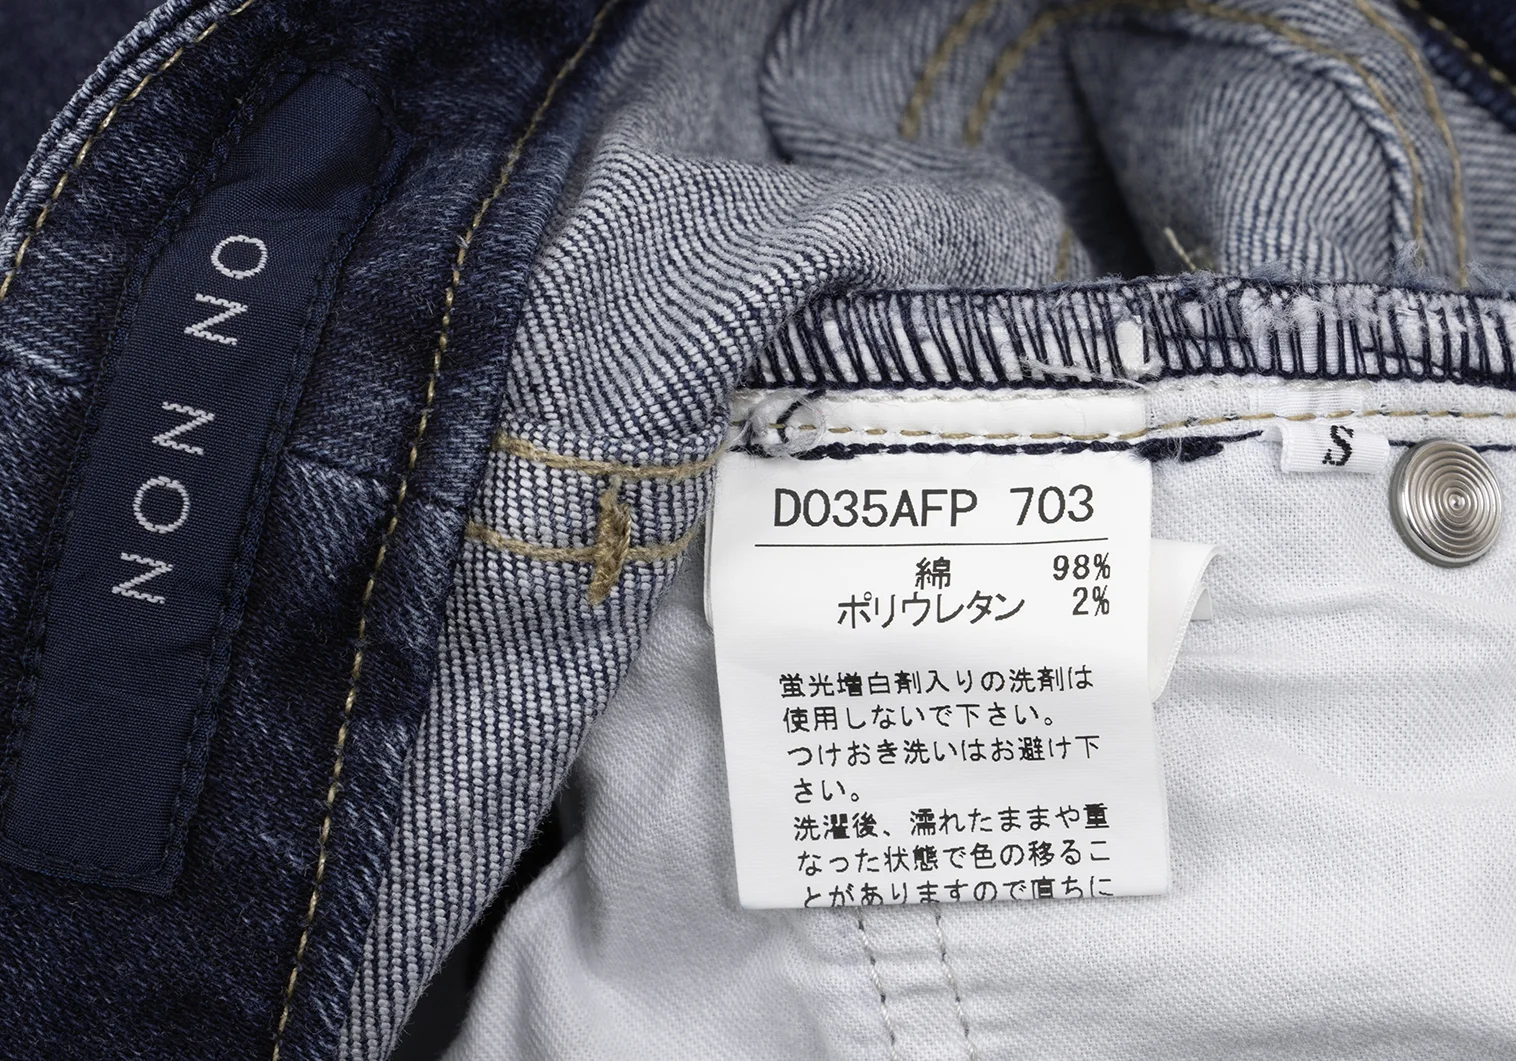 NO NON
S
D035AFP 703
綿 98%
ポリウレタン 2%
蛍光増白剤入りの洗剤は
使用しないで下さい。
つけおき洗いはお避け下
さい。
洗濯後、濡れたままや重
なった状態で色の移るこ
とがありますので直ちに